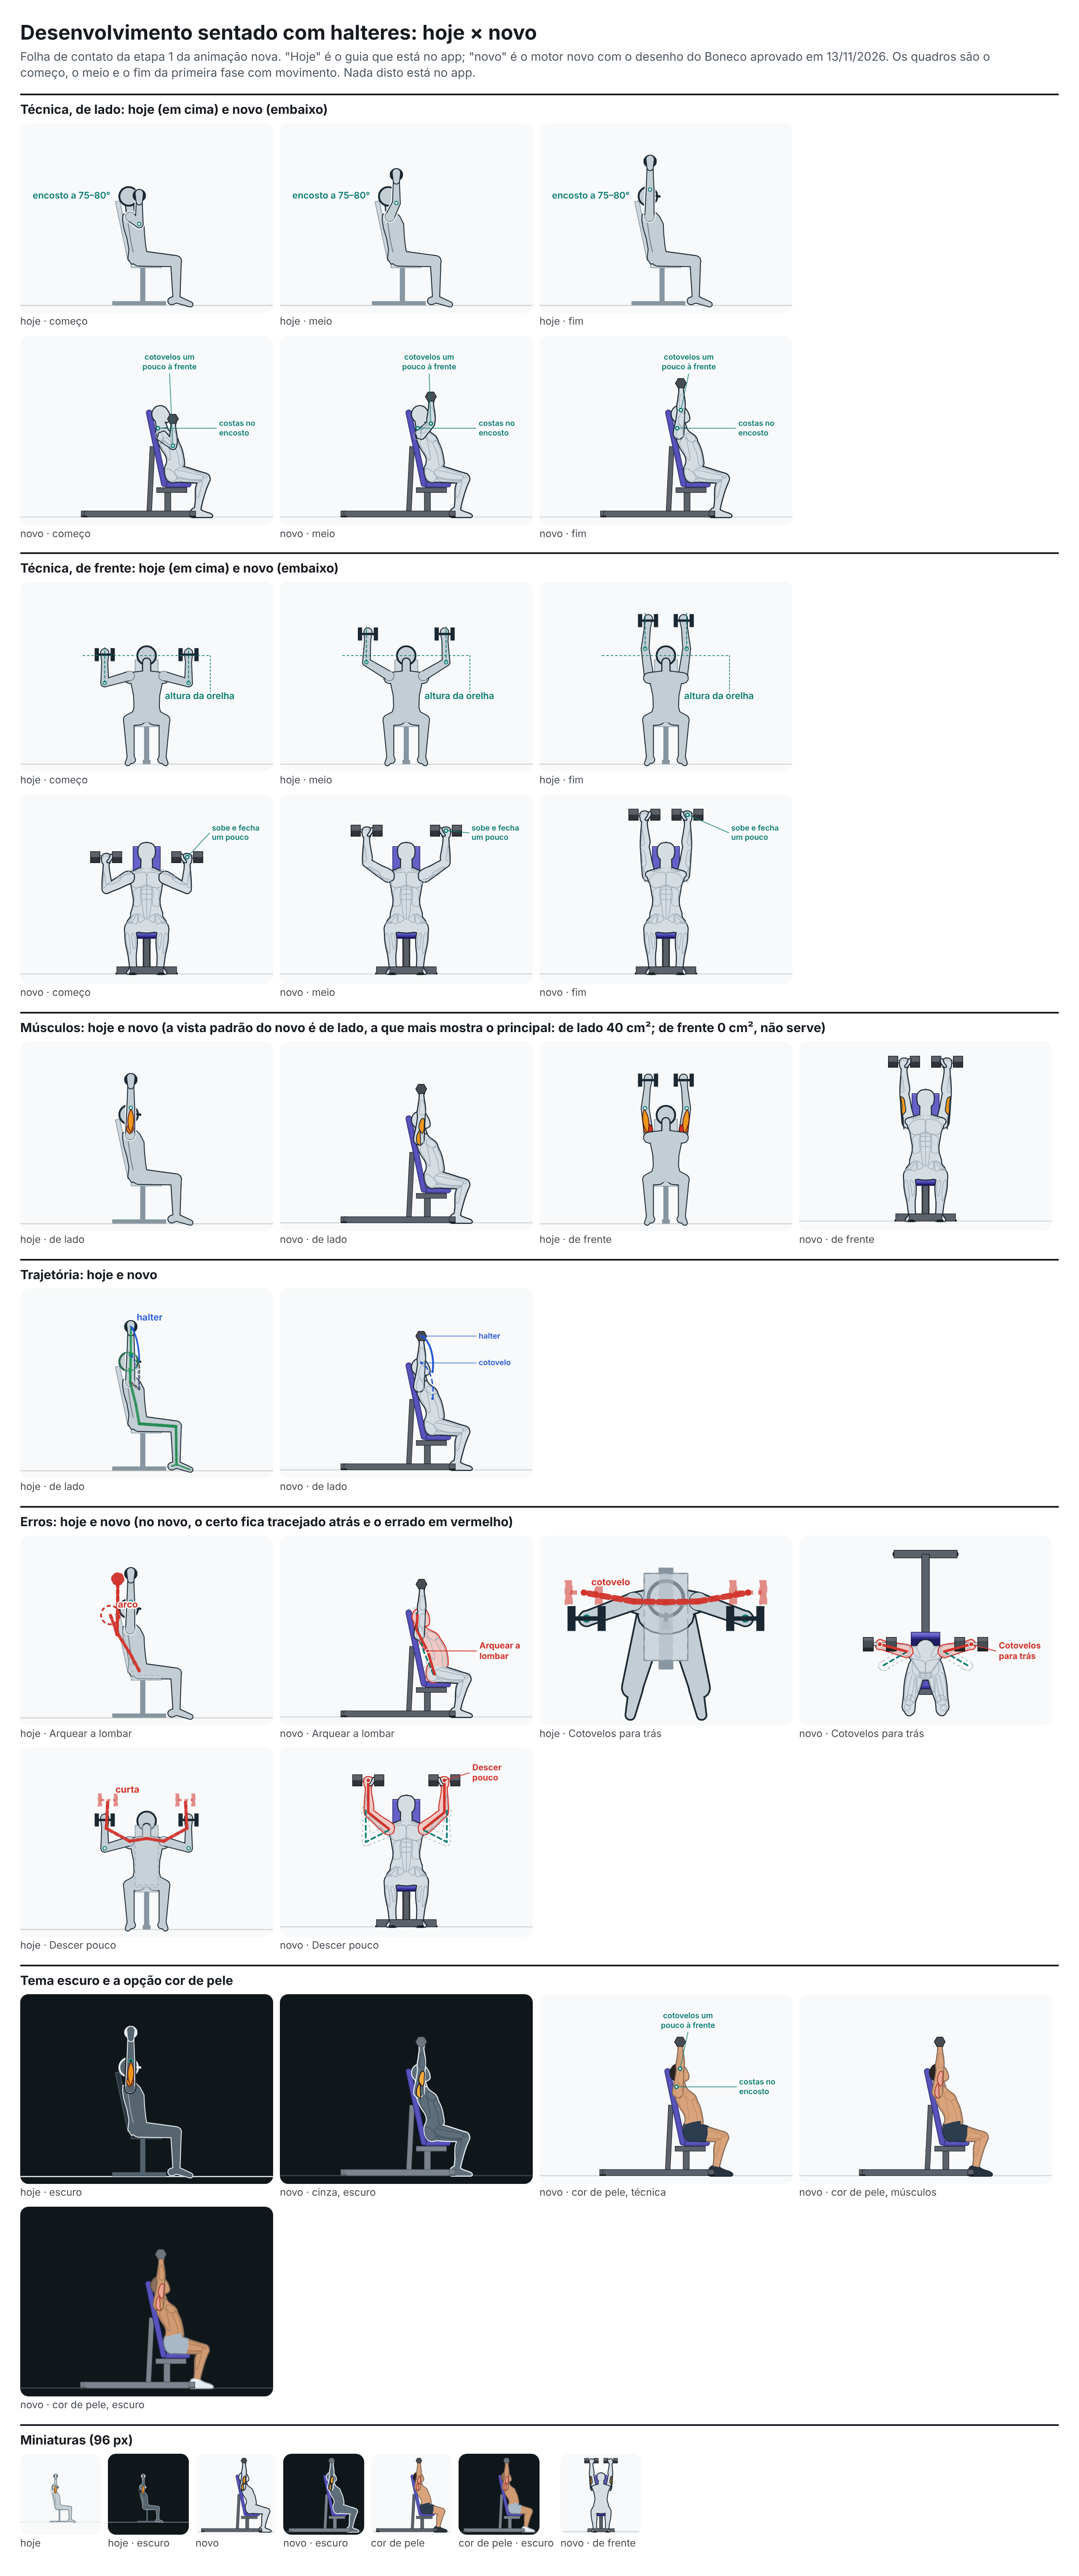 Desenvolvimento sentado com halteres: hoje × novo
Folha de contato da etapa 1 da animação nova. "Hoje" é o guia que está no app; "novo" é o motor novo com o desenho do Boneco aprovado em 13/11/2026. Os quadros são o
começo, o meio e o fim da primeira fase com movimento. Nada disto está no app.
Técnica, de lado: hoje (em cima) e novo (embaixo)
encosto a 75–80°
encosto a 75–80°
encosto a 75–80°
hoje · começo
hoje · meio
hoje · fim
cotovelos um
pouco à frente
costas no
encosto
cotovelos um
pouco à frente
costas no
encosto
cotovelos um
pouco à frente
costas no
encosto
novo · começo
novo · meio
novo · fim
Técnica, de frente: hoje (em cima) e novo (embaixo)
altura da orelha
altura da orelha
altura da orelha
hoje · começo
hoje · meio
hoje · fim
sobe e fecha
um pouco
sobe e fecha
um pouco
sobe e fecha
um pouco
novo · começo
novo · meio
novo · fim
Músculos: hoje e novo (a vista padrão do novo é de lado, a que mais mostra o principal: de lado 40 cm²; de frente 0 cm², não serve)
hoje · de lado
novo · de lado
hoje · de frente
novo · de frente
Trajetória: hoje e novo
halter
halter
cotovelo
hoje · de lado
novo · de lado
Erros: hoje e novo (no novo, o certo fica tracejado atrás e o errado em vermelho)
arco
Arquear a
lombar
cotovelo
Cotovelos
para trás
hoje · Arquear a lombar
novo · Arquear a lombar
hoje · Cotovelos para trás
novo · Cotovelos para trás
curta
Descer
pouco
hoje · Descer pouco
novo · Descer pouco
Tema escuro e a opção cor de pele
cotovelos um
pouco à frente
costas no
encosto
hoje · escuro
novo · cinza, escuro
novo · cor de pele, técnica
novo · cor de pele, músculos
novo · cor de pele, escuro
Miniaturas (96 px)
hoje
hoje · escuro
novo
novo · escuro
cor de pele
cor de pele · escuro
novo · de frente